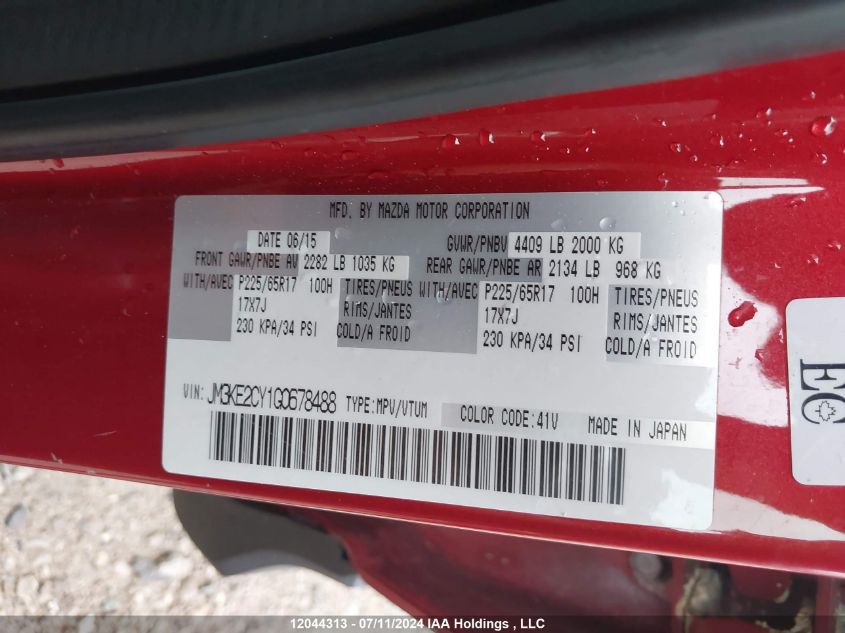 MFD. BY MAZDA MOTOR CORPORATION
DATE 06/15 GVWR/PNBV 4409 LB 2000 KG
FRONT GAWR/PNBE AV 2282 LB 1035 KG REAR GAWR/PNBE AR 2134 LB 968 KG
WITH/AVEC P225/65R17 100H TIRES/PNEUS WITH/AVEC P225/65R17 100H TIRES/PNEUS
17X7J RIMS/JANTES 17X7J RIMS/JANTES
230 KPA/34 PSI COLD/A FROID 230 KPA/34 PSI COLD/A FROID
VIN: JM3KE2CY1G0678488 TYPE:MPV/VTUM COLOR CODE:41V MADE IN JAPAN
EC
12044313 - 07/11/2024 IAA Holdings , LLC